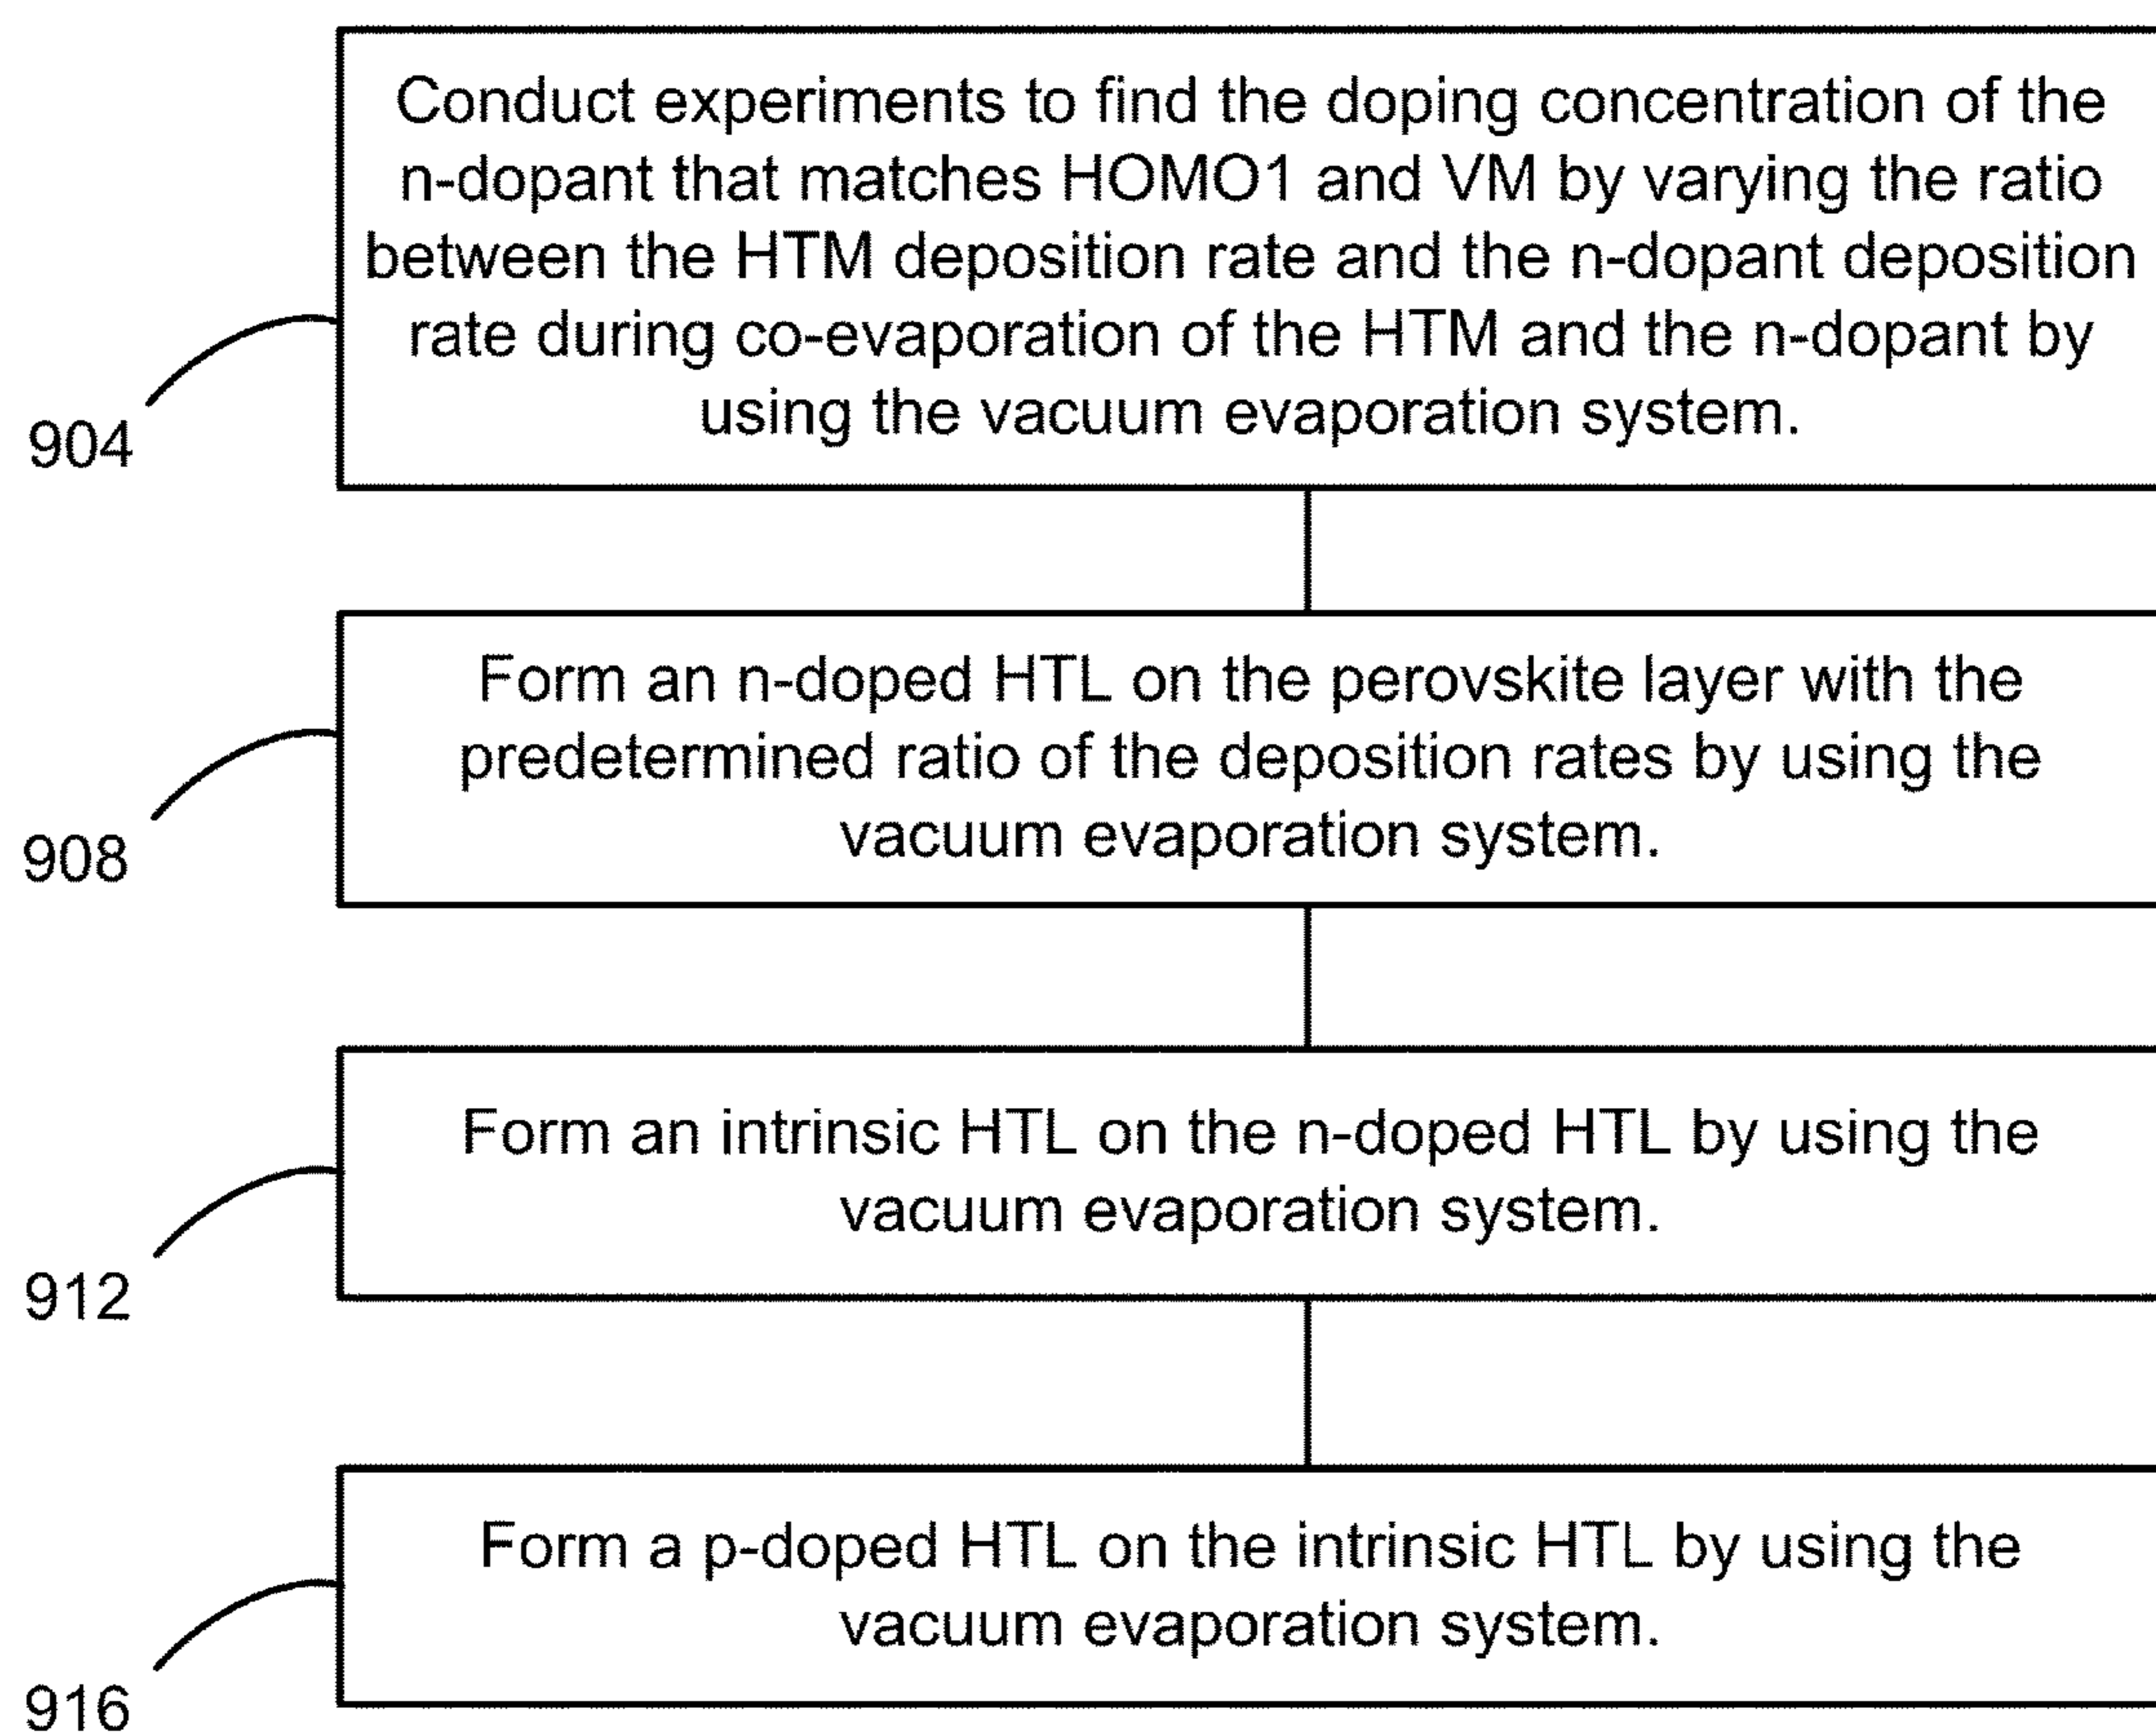 Conduct experiments to find the doping concentration of the
n-dopant that matches HOMO1 and VM by varying the ratio
between the HTM deposition rate and the n-dopant deposition
rate during co-evaporation of the HTM and the n-dopant by
using the vacuum evaporation system.
904
Form an n-doped HTL on the perovskite layer with the
predetermined ratio of the deposition rates by using the
vacuum evaporation system.
908
Form an intrinsic HTL on the n-doped HTL by using the
vacuum evaporation system.
912
Form a p-doped HTL on the intrinsic HTL by using the
vacuum evaporation system.
916